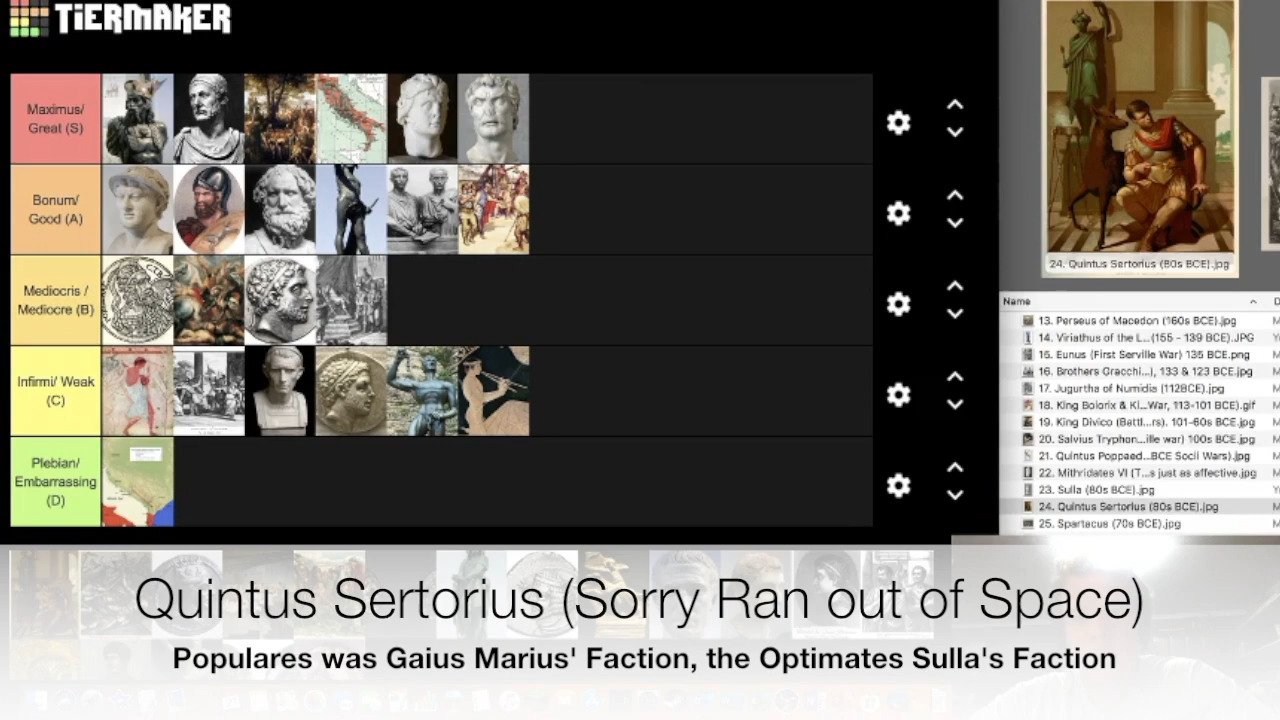 TiERMAKER
Maximus/
Great (S)
Bonum/
Good (A)
Mediocris /
Mediocre (B)
Infirmi/ Weak
(C)
Plebian/
Embarrassing
(D)
24. Quintus Sertorius (80s BCE).jpg
Name
13. Perseus of Macedon (160s BCE).jpg
14. Viriathus of the L...(155 - 139 BCE).JPG
15. Eunus (First Serville War) 135 BCE.png
16. Brothers Gracchi...), 133 & 123 BCE.jpg
17. Jugurtha of Numidia (112BCE).jpg
18. King Bolorix & Ki...War, 113-101 BCE).gif
19. King Divico (Battl...rs). 101-60s BCE.jpg
20. Salvius Tryphon...ille war) 100s BCE.jpg
21. Quintus Poppaed...BCE Socii Wars).jpg
22. Mithridates VI (T...s just as affective.jpg
23. Sulla (80s BCE).jpg
24. Quintus Sertorius (80s BCE).jpg
25. Spartacus (70s BCE).jpg
Quintus Sertorius (Sorry Ran out of Space)
Populares was Gaius Marius' Faction, the Optimates Sulla's Faction